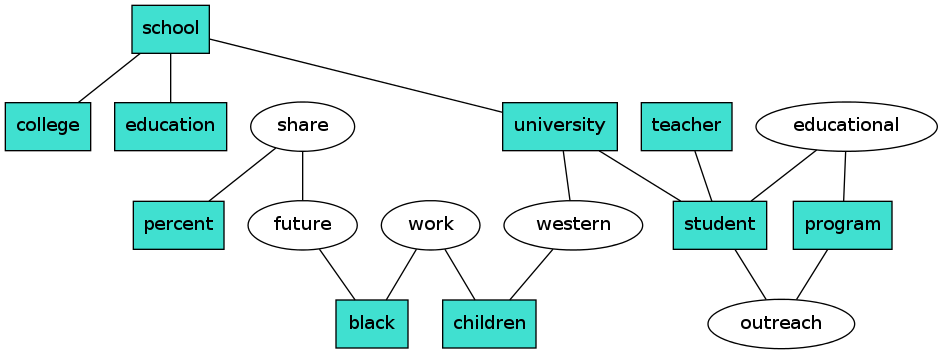 school
college
education
share
university
teacher
educational
percent
future
work
western
student
program
black
children
outreach